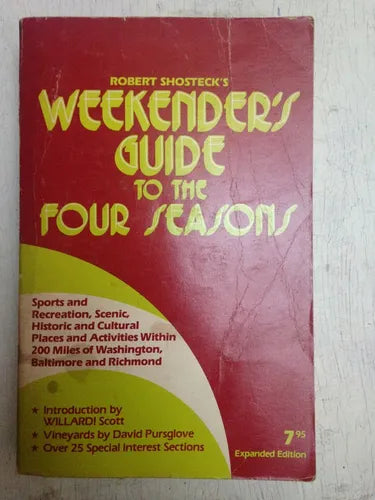 ROBERT SHOSTECK'S
WEEKENDER'S
GUIDE
TO THE
FOUR SEASONS
Sports and
Recreation, Scenic,
Historic and Cultural
Places and Activities Within
200 Miles of Washington,
Baltimore and Richmond
★ Introduction by
WILLARD! Scott
★ Vineyards by David Pursglove
★ Over 25 Special Interest Sections
7.95
Expanded Edition